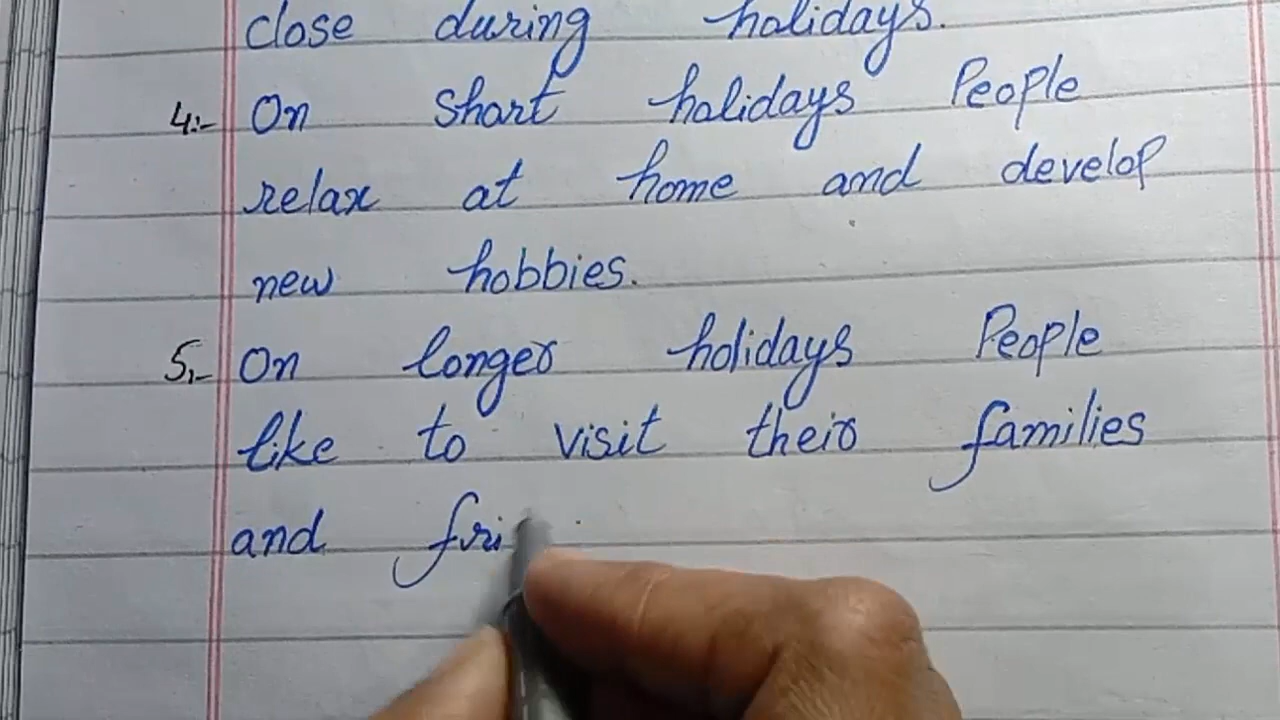 close during holidays.
4:- On short holidays People
relax at home and develop
new hobbies.
5,- On longer holidays People
like to visit their families
and fri